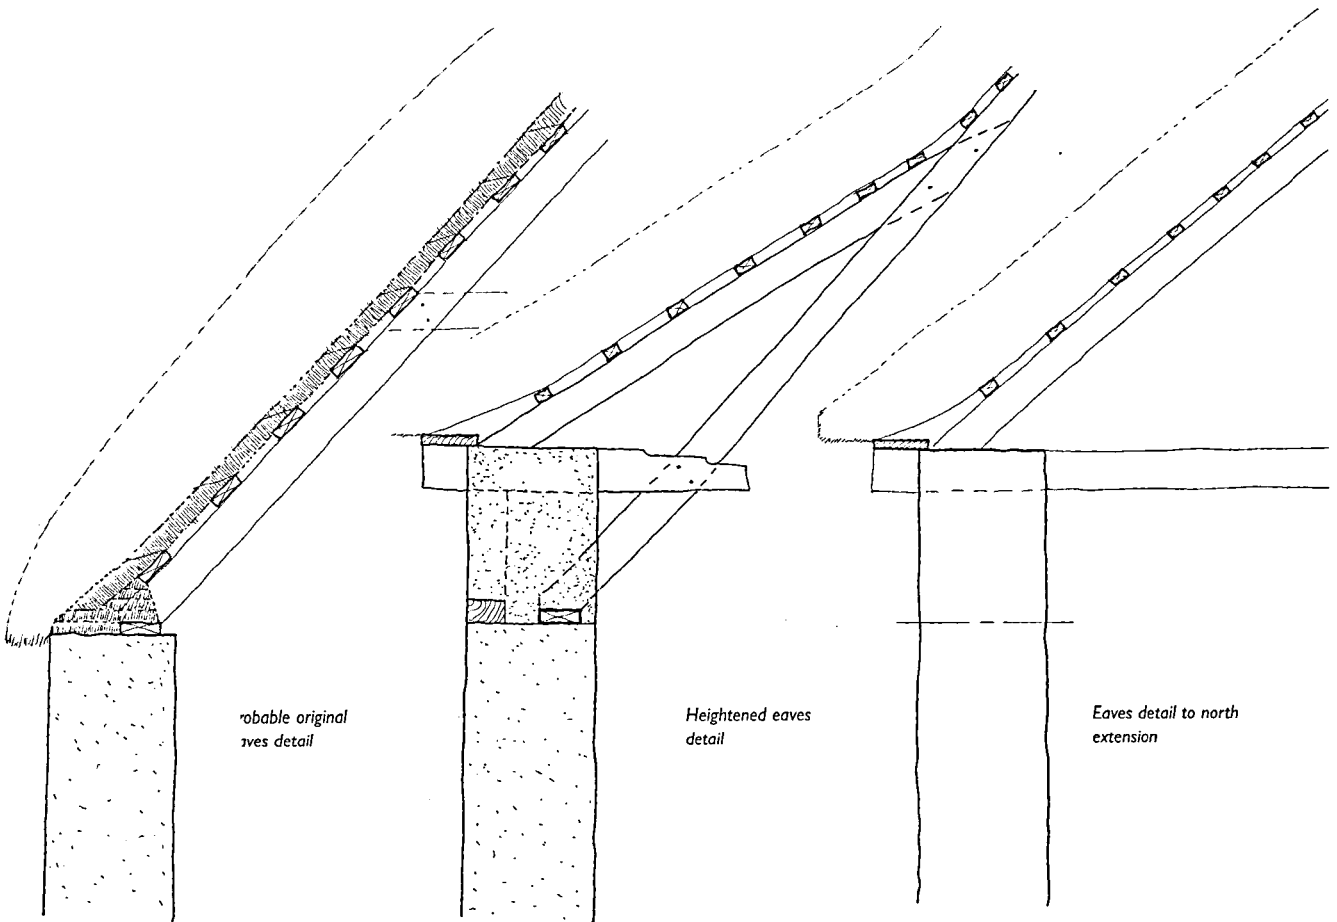 robable original
aves detail
Heightened eaves
detail
Eaves detail to north
extension